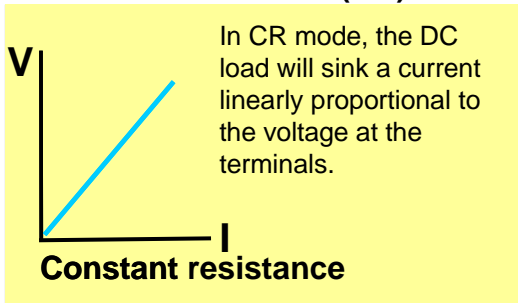 In CR mode, the DC
load will sink a current
linearly proportional to
the voltage at the
terminals.
V
I
Constant resistance